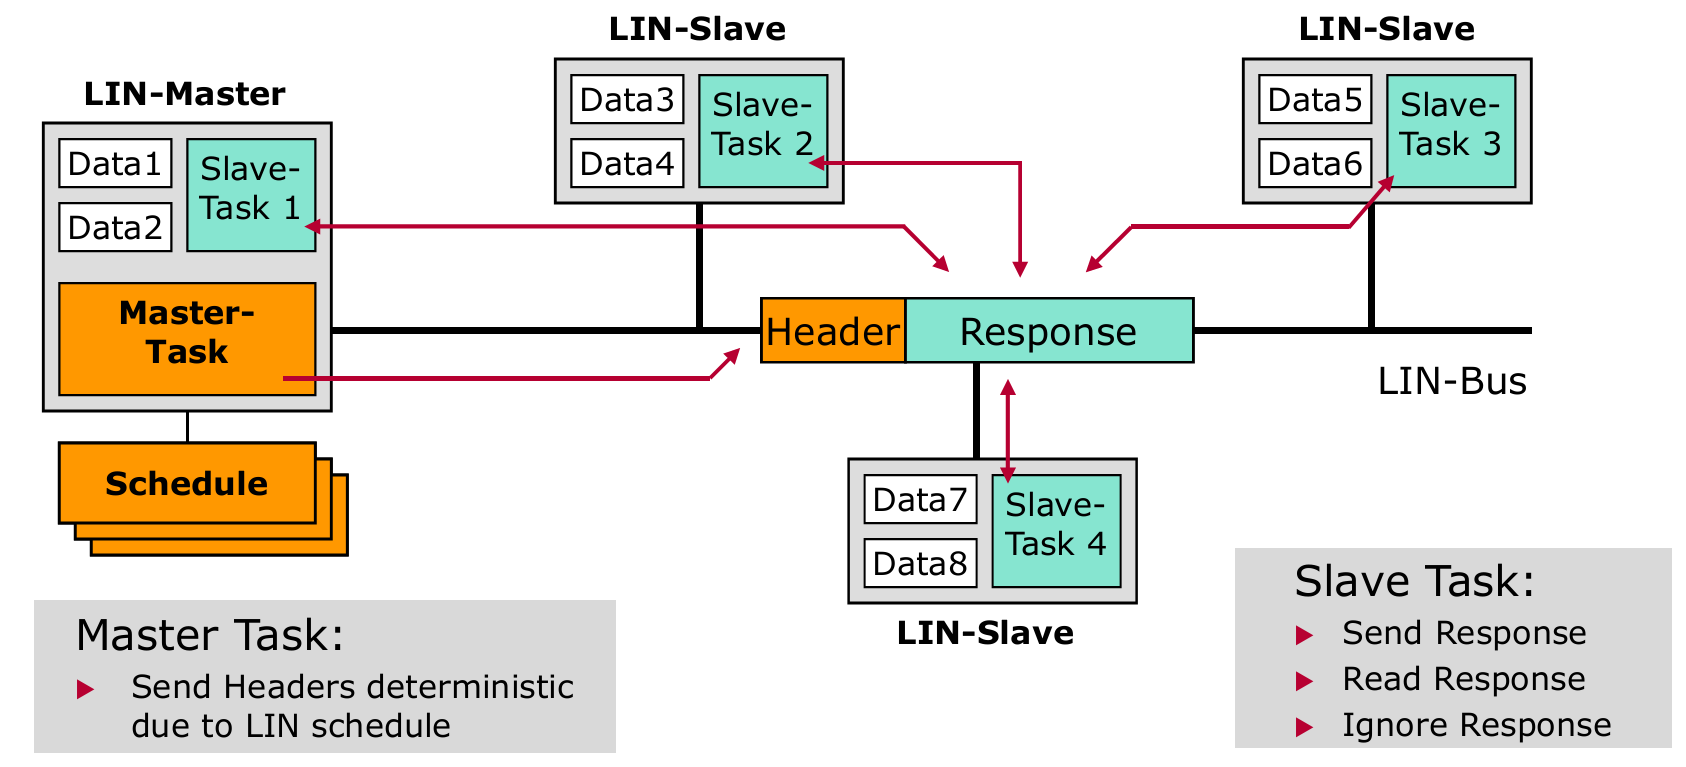 LIN-Slave
LIN-Slave
LIN-Master
Data3
Data4
Slave-
Task 2
Data5
Data6
Slave-
Task 3
Data1
Data2
Slave-
Task 1
Master-
Task
Header
Response
LIN-Bus
Schedule
Data7
Data8
Slave-
Task 4
LIN-Slave
Master Task:
Send Headers deterministic
due to LIN schedule
Slave Task:
Send Response
Read Response
Ignore Response